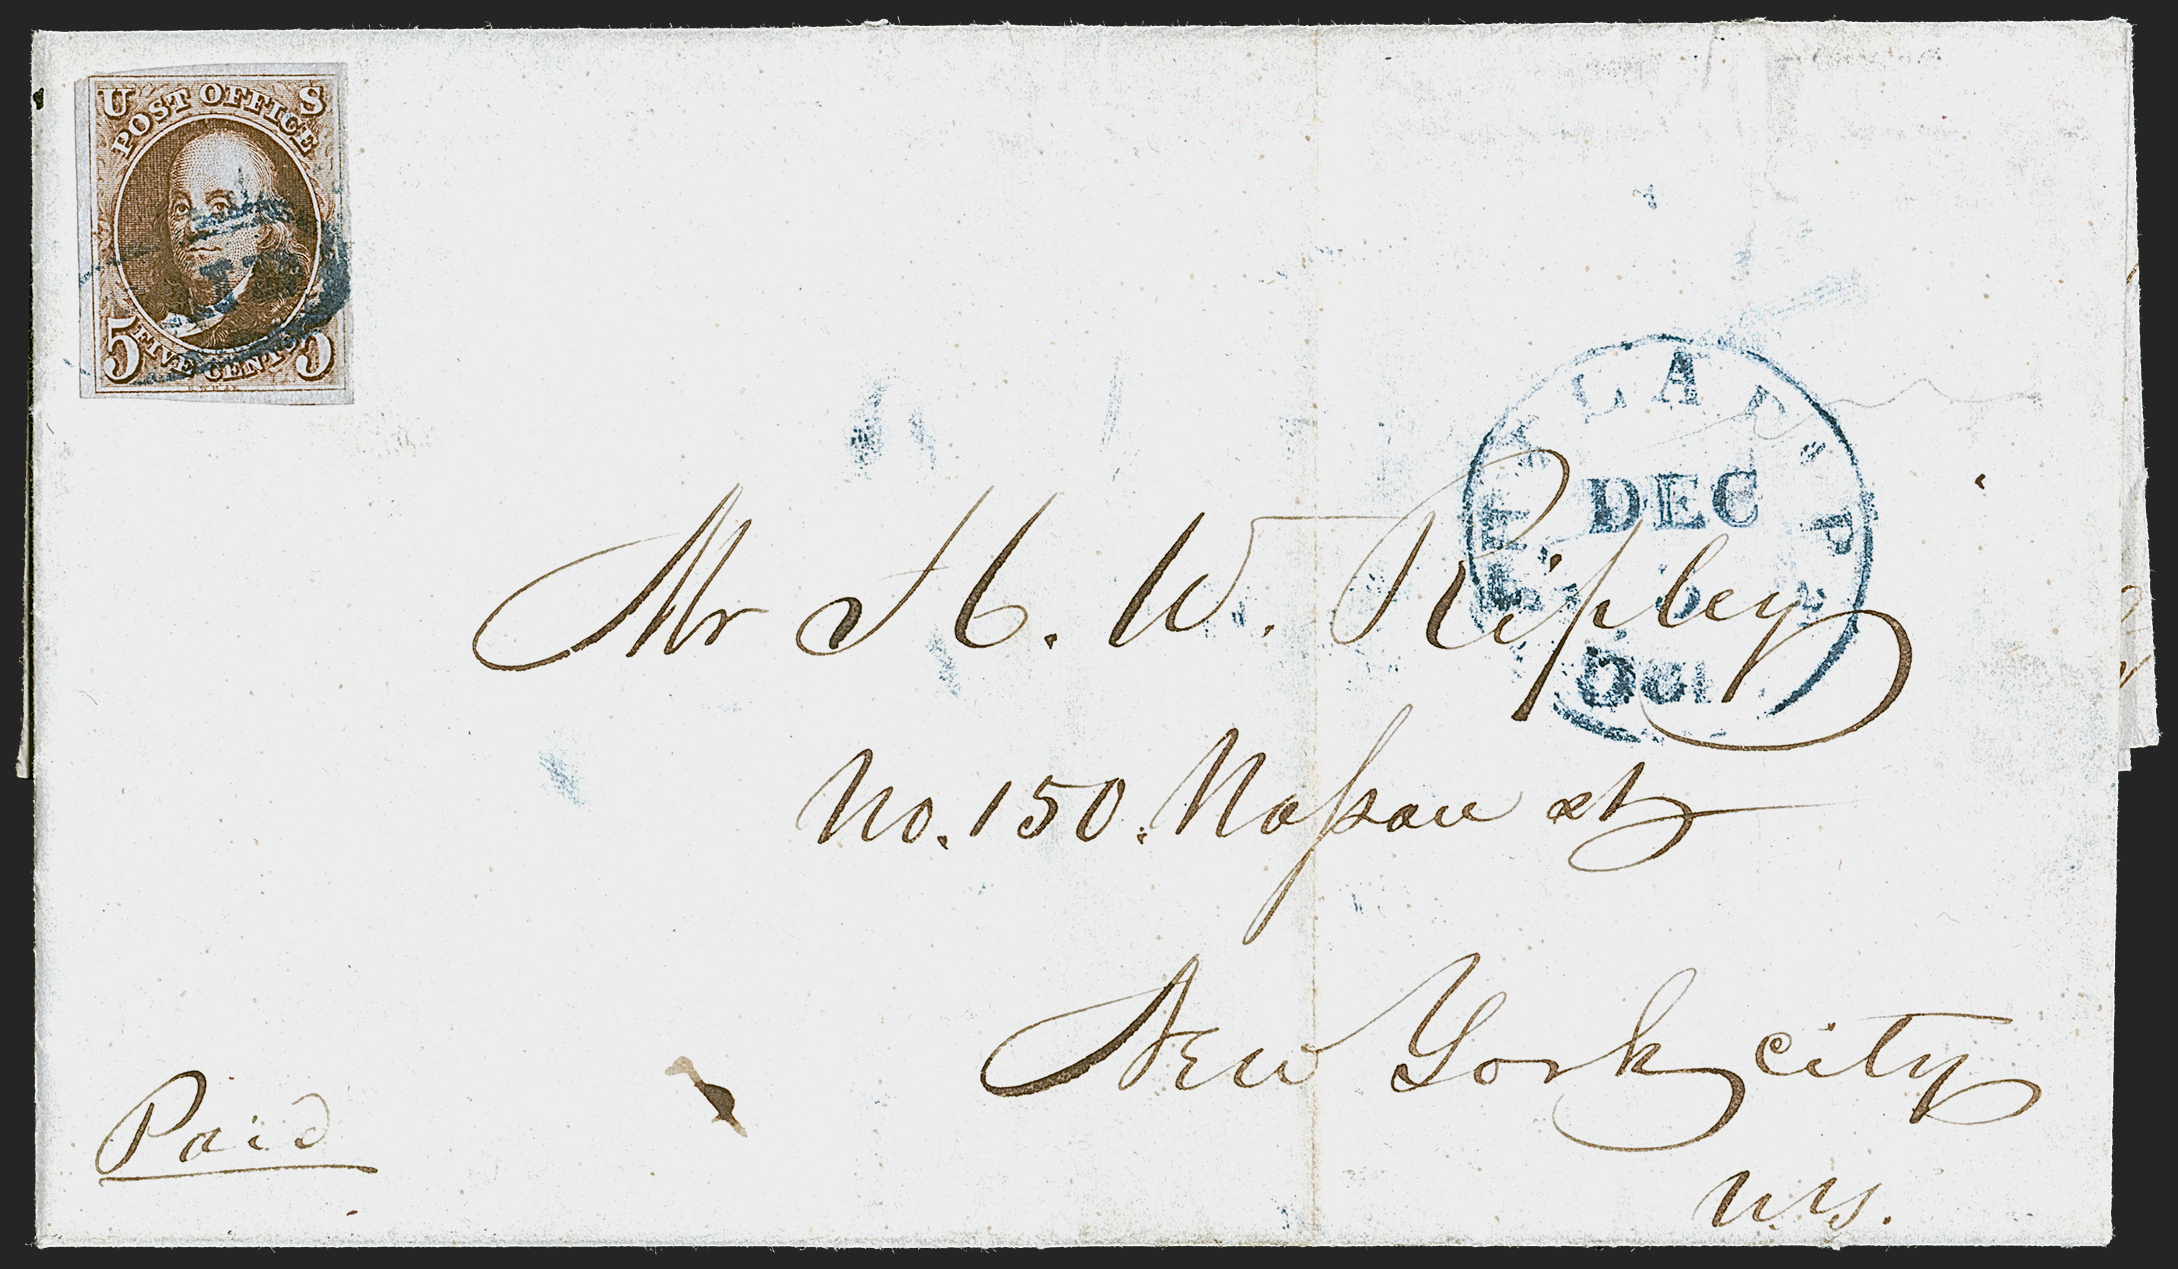 U S
POST OFFICE
5 FIVE CENTS 5
DEC
Mr H. W. Ripley
No. 150. Nassau st
New York city
N.Y.
Paid